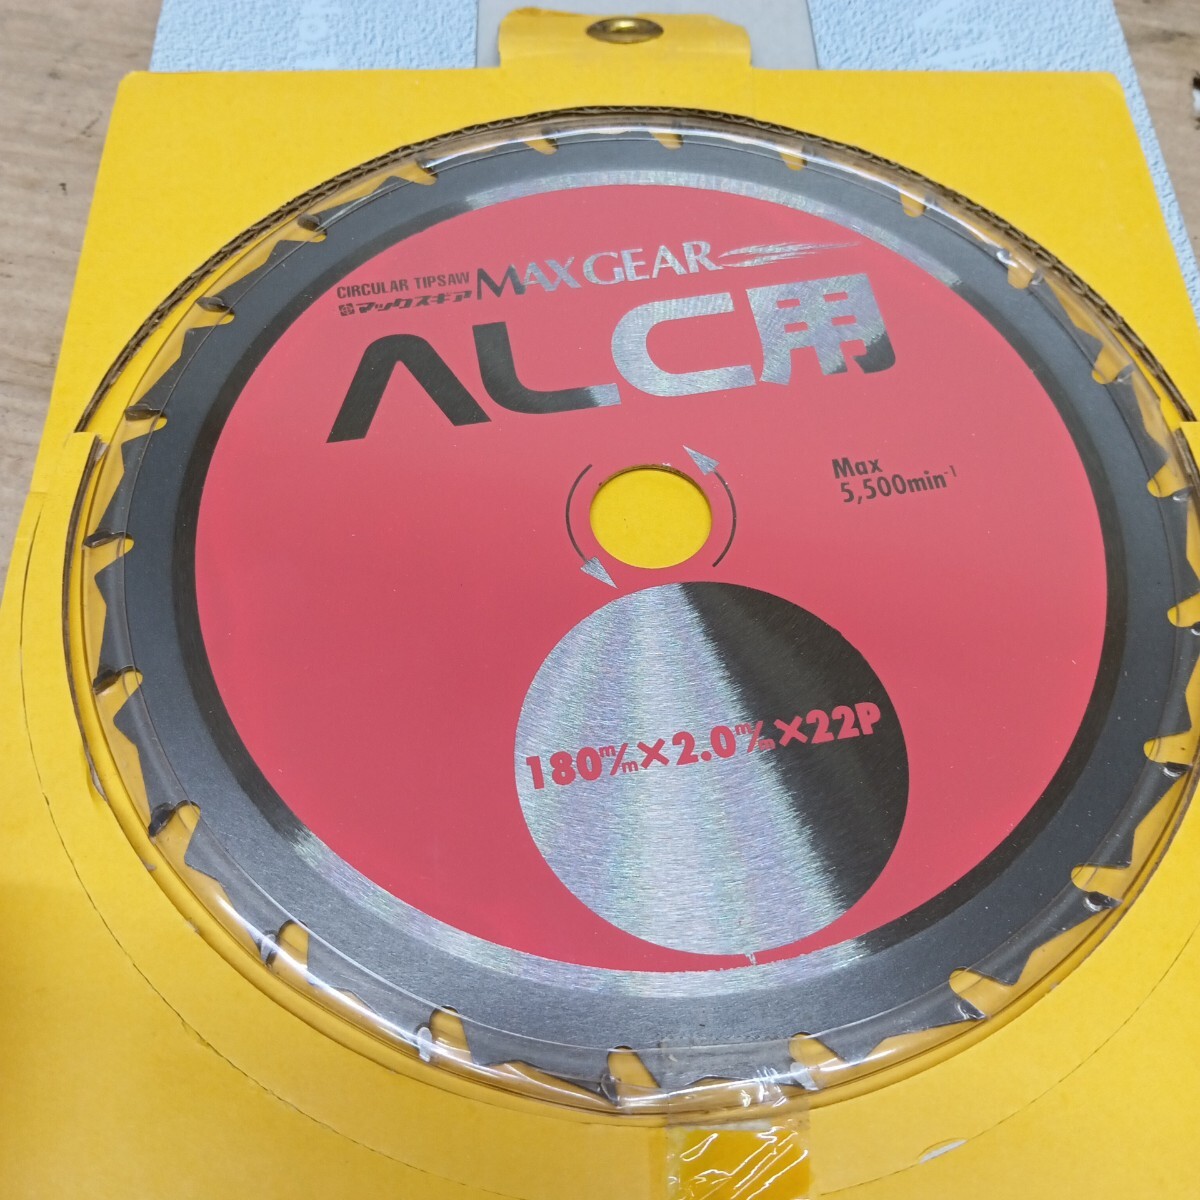 CIRCULAR TIPSAW MAXGEAR
マックスギア
ALC用
Max
5,500min⁻¹
180m/m×2.0m/m×22P